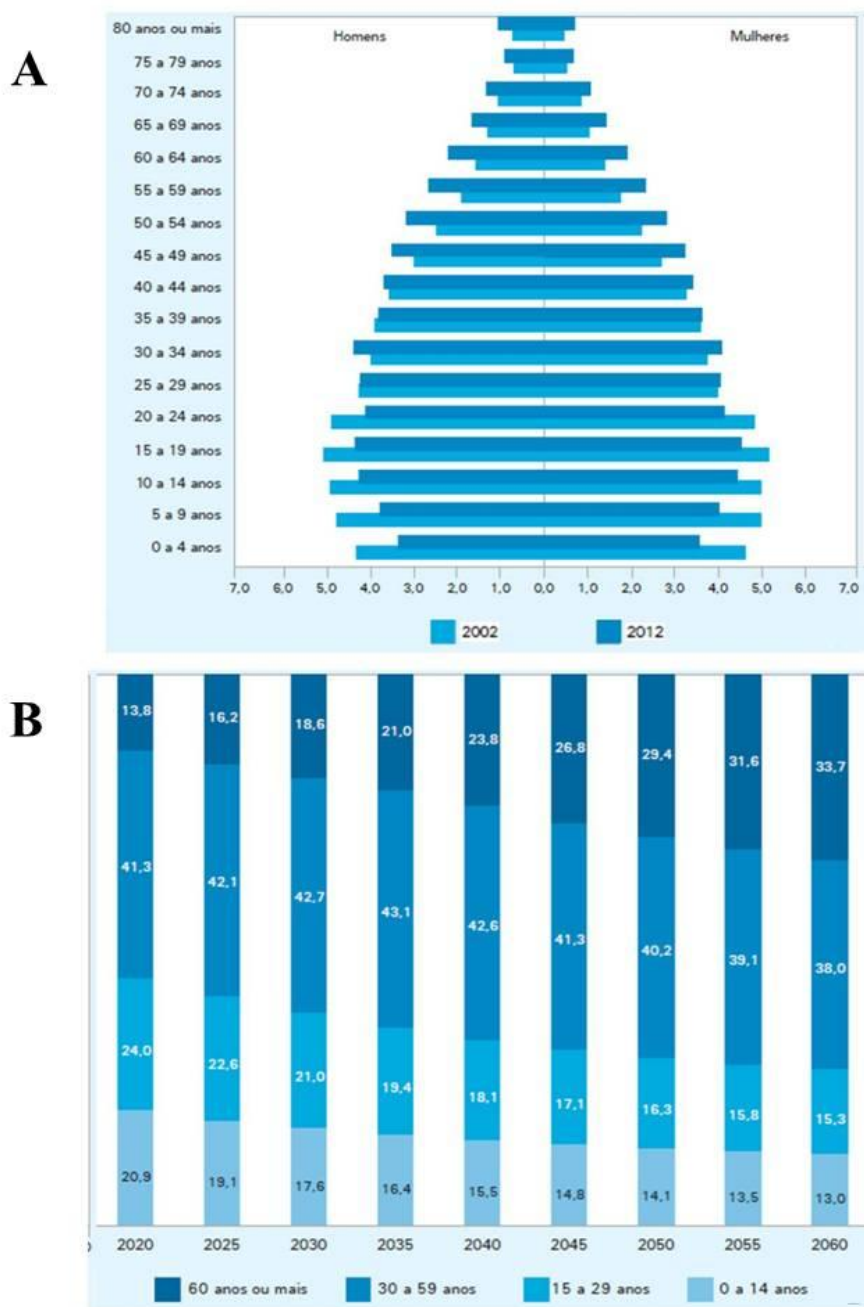 A
Homens
Mulheres
80 anos ou mais
75 a 79 anos
70 a 74 anos
65 a 69 anos
60 a 64 anos
55 a 59 anos
50 a 54 anos
45 a 49 anos
40 a 44 anos
35 a 39 anos
30 a 34 anos
25 a 29 anos
20 a 24 anos
15 a 19 anos
10 a 14 anos
5 a 9 anos
0 a 4 anos
7,0 6,0 5,0 4,0 3,0 2,0 1,0 0,0 1,0 2,0 3,0 4,0 5,0 6,0 7,0
2002 2012
B
13,8 16,2 18,6 21,0 23,8 26,8 29,4 31,6 33,7
41,3 42,1 42,7 43,1 42,6 41,3 40,2 39,1 38,0
24,0 22,6 21,0 19,4 18,1 17,1 16,3 15,8 15,3
20,9 19,1 17,6 16,4 15,5 14,8 14,1 13,5 13,0
2020 2025 2030 2035 2040 2045 2050 2055 2060
60 anos ou mais 30 a 59 anos 15 a 29 anos 0 a 14 anos